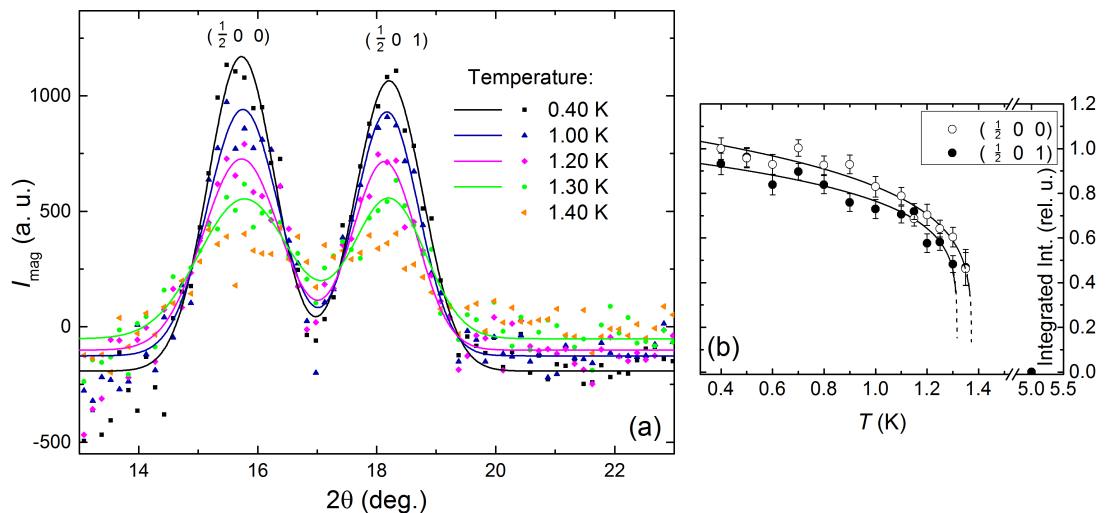 (½ 0 0)
(½ 0 1)
Temperature:
0.40 K
1.00 K
1.20 K
1.30 K
1.40 K
1000
500
0
-500
I_mag (a. u.)
14 16 18 20 22
2θ (deg.)
(a)
(½ 0 0)
(½ 0 1)
1.2
1.0
0.8
0.6
0.4
0.2
0.0
Integrated Int. (rel. u.)
(b)
0.4 0.6 0.8 1.0 1.2 1.4 5.0 5.5
T (K)